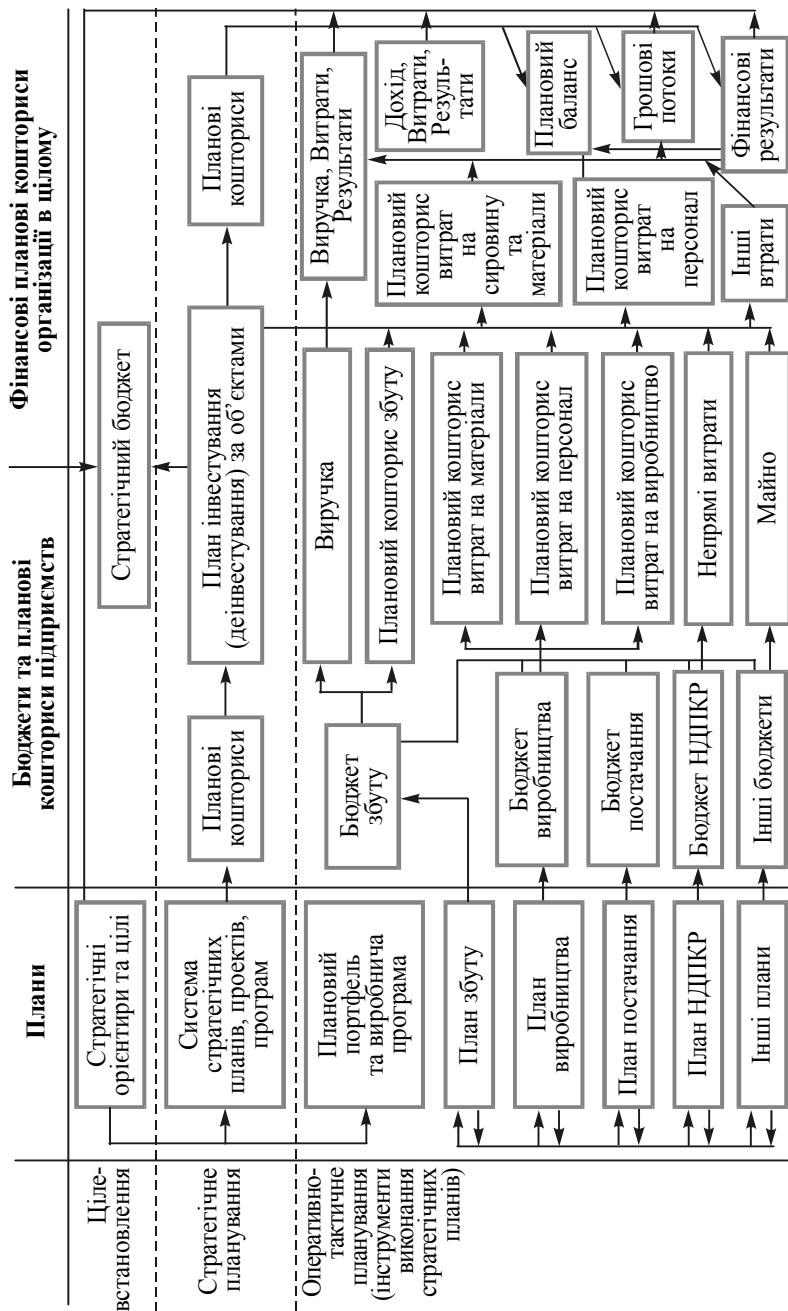 Плани
Бюджети та планові
кошториси підприємств
Фінансові планові кошториси
організації в цілому
Ціле-
встановлення
Стратегічні
орієнтири та цілі
Стратегічний бюджет
Стратегічне
планування
Система
стратегічних
планів, проектів,
програм
Планові
кошториси
План інвестування
(деінвестування) за об’єктами
Планові
кошториси
Оперативно-
тактичне
планування
(інструменти
виконання
стратегічних
планів)
Плановий
портфель
та виробнича
програма
План збуту
План
виробництва
План постачання
План НДПКР
Інші плани
Бюджет
збуту
Бюджет
виробництва
Бюджет
постачання
Бюджет НДПКР
Інші бюджети
Виручка
Плановий кошторис збуту
Плановий кошторис
витрат на матеріали
Плановий кошторис
витрат на персонал
Плановий кошторис
витрат на виробництво
Непрямі витрати
Майно
Виручка, Витрати,
Результати
Плановий
кошторис
витрат
на
сировину
та
матеріали
Плановий
кошторис
витрат
на
персонал
Інші
втрати
Дохід,
Витрати,
Резуль-
тати
Плановий
баланс
Грошові
потоки
Фінансові
результати